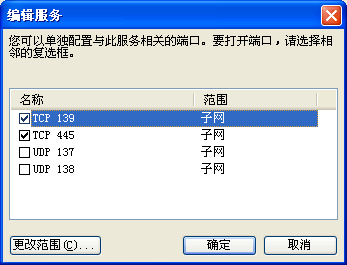 编辑服务
您可以单独配置与此服务相关的端口。要打开端口，请选择相
邻的复选框。
名称 范围
TCP 139 子网
TCP 445 子网
UDP 137 子网
UDP 138 子网
更改范围(C)... 确定 取消